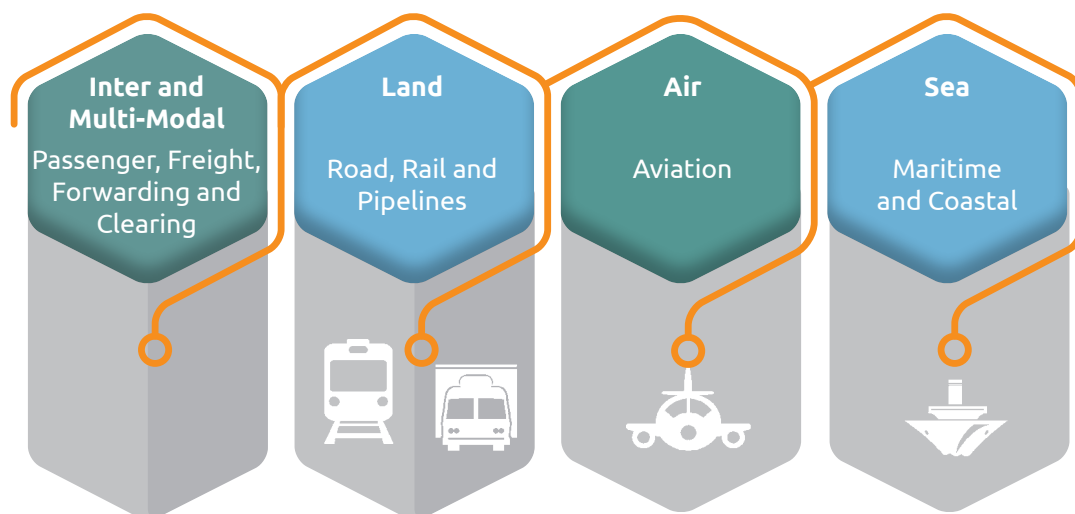 Inter and
Multi-Modal
Passenger, Freight,
Forwarding and
Clearing
Land
Road, Rail and
Pipelines
Air
Aviation
Sea
Maritime
and Coastal